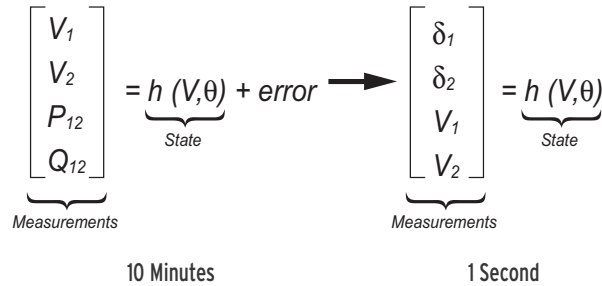 V1
V2
P12
Q12
= h (V,θ) + error
State
Measurements
10 Minutes
δ1
δ2
V1
V2
= h (V,θ)
State
Measurements
1 Second